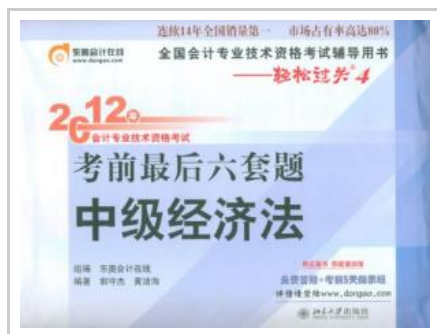 连续14年全国销量第一 市场占有率高达80%
东奥会计在线
www.dongao.com
全国会计专业技术资格考试辅导用书
——轻松过关®4
2012年
会计专业技术资格考试
考前最后六套题
中级经济法
组编 东奥会计在线
编著 郭守杰 黄洁洵
免费答疑+考前5天提示班
详情请登陆www.dongao.com
北京大学出版社